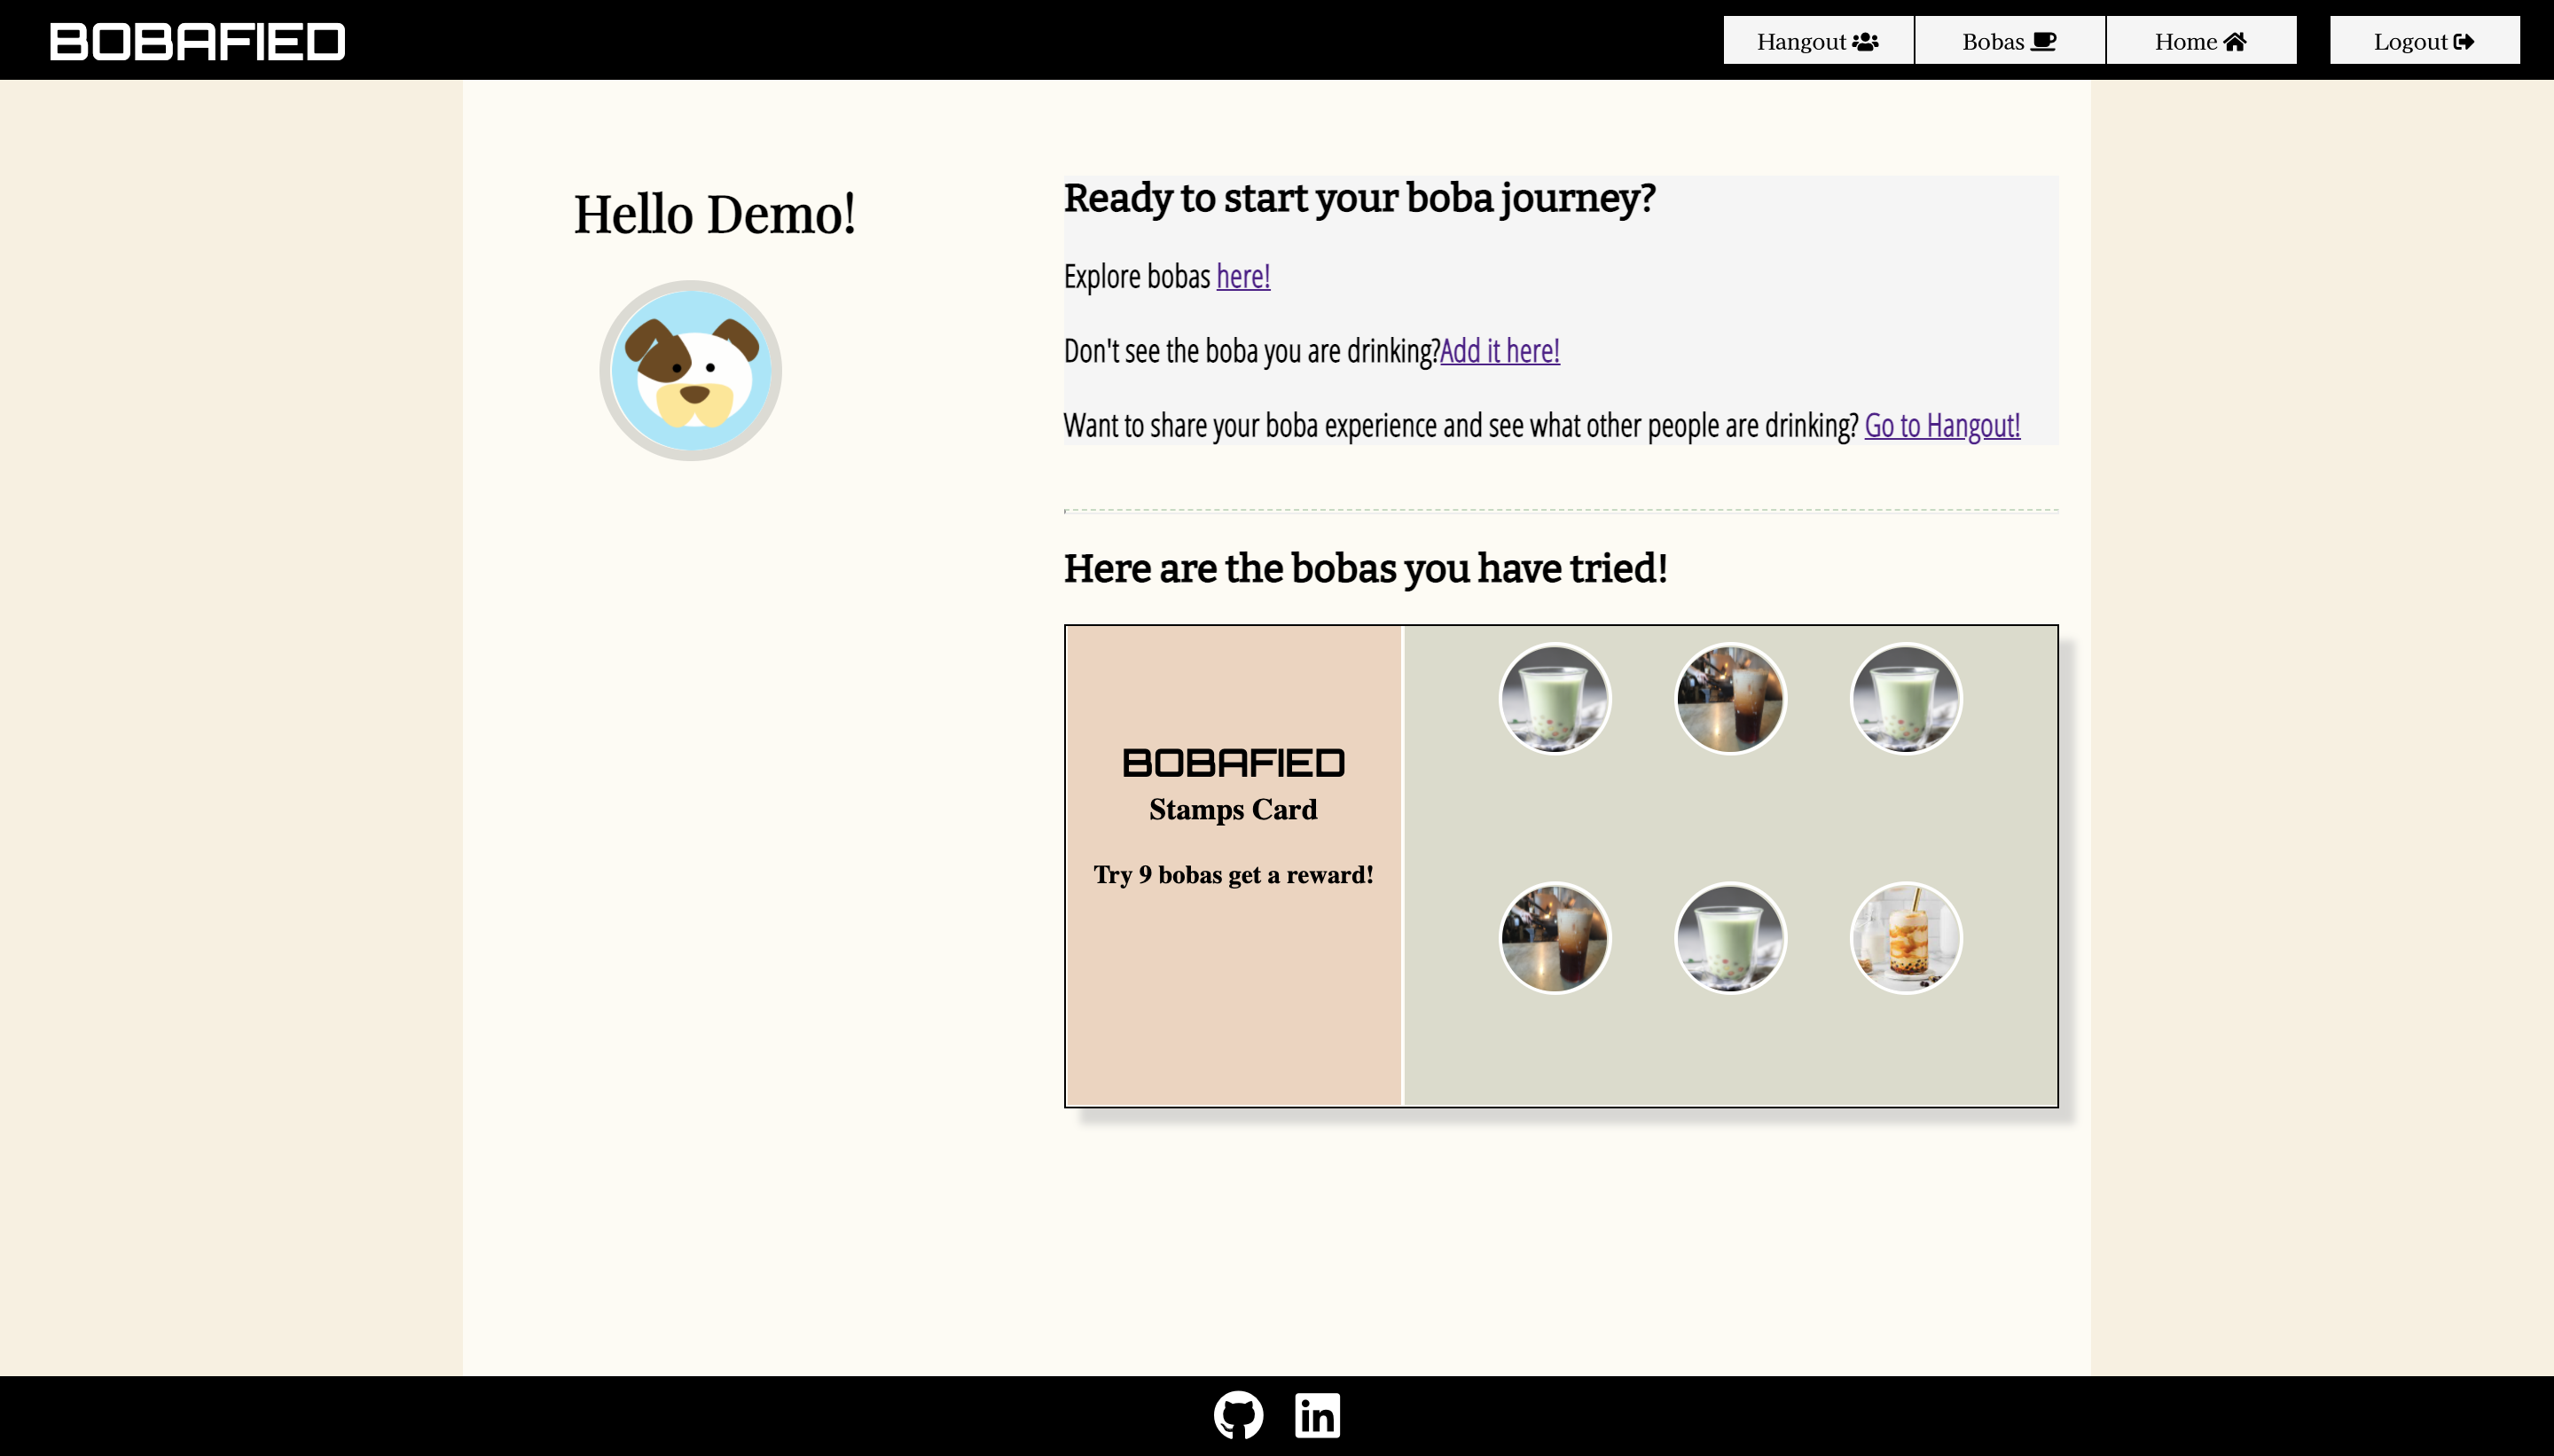 BOBAFIED
Hangout
Bobas
Home
Logout
Hello Demo!
Ready to start your boba journey?
Explore bobas here!
Don't see the boba you are drinking?Add it here!
Want to share your boba experience and see what other people are drinking? Go to Hangout!
Here are the bobas you have tried!
BOBAFIED
Stamps Card
Try 9 bobas get a reward!
in